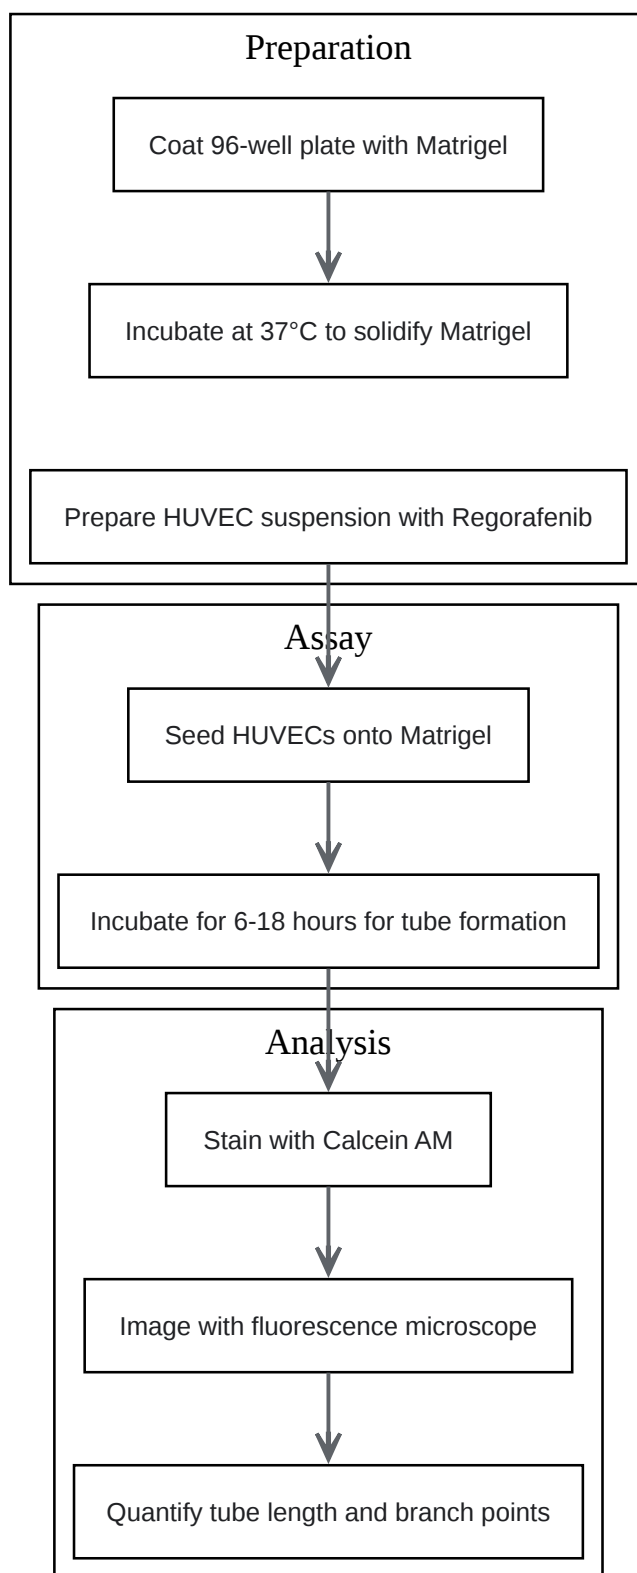 Preparation
Coat 96-well plate with Matrigel
Incubate at 37°C to solidify Matrigel
Prepare HUVEC suspension with Regorafenib
Assay
Seed HUVECs onto Matrigel
Incubate for 6-18 hours for tube formation
Analysis
Stain with Calcein AM
Image with fluorescence microscope
Quantify tube length and branch points